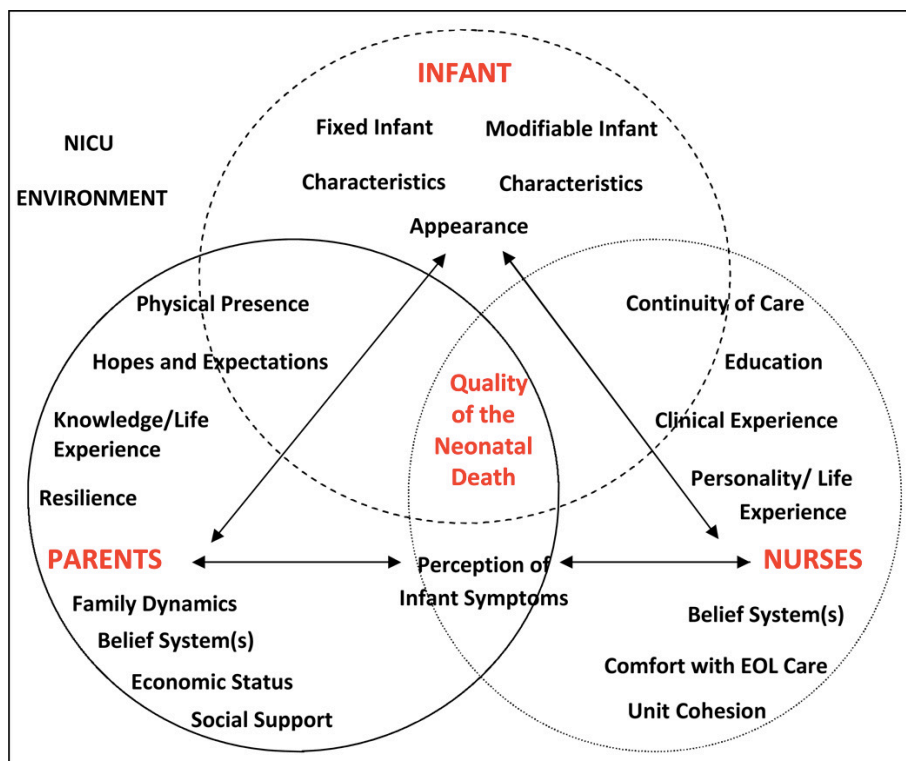 INFANT
Fixed Infant
Characteristics
Modifiable Infant
Characteristics
Appearance
NICU
ENVIRONMENT
Physical Presence
Hopes and Expectations
Knowledge/Life
Experience
Resilience
PARENTS
Family Dynamics
Belief System(s)
Economic Status
Social Support
Quality
of the
Neonatal
Death
Perception of
Infant Symptoms
Continuity of Care
Education
Clinical Experience
Personality/ Life
Experience
NURSES
Belief System(s)
Comfort with EOL Care
Unit Cohesion